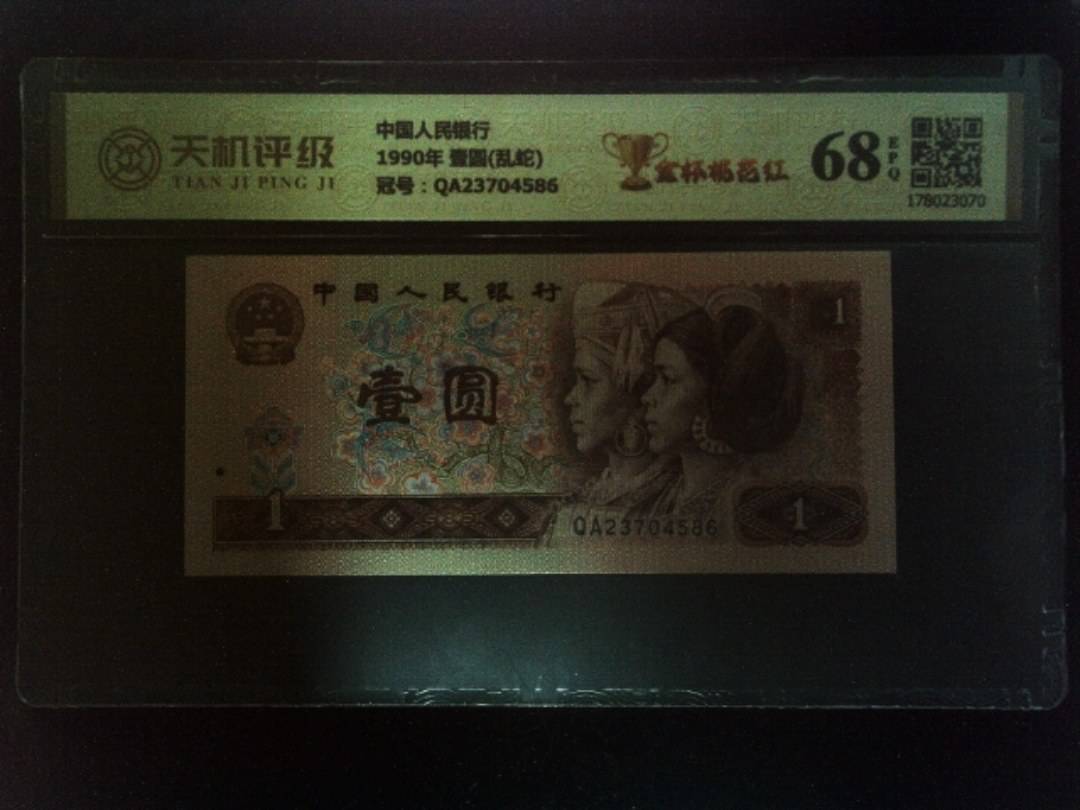 天机评级
TIAN JI PING JI
中国人民银行
1990年 壹圆(乱蛇)
冠号：QA23704586
金杯桃花红
68
EPQ
178023070
中国人民银行
1
壹圆
1
QA23704586
1